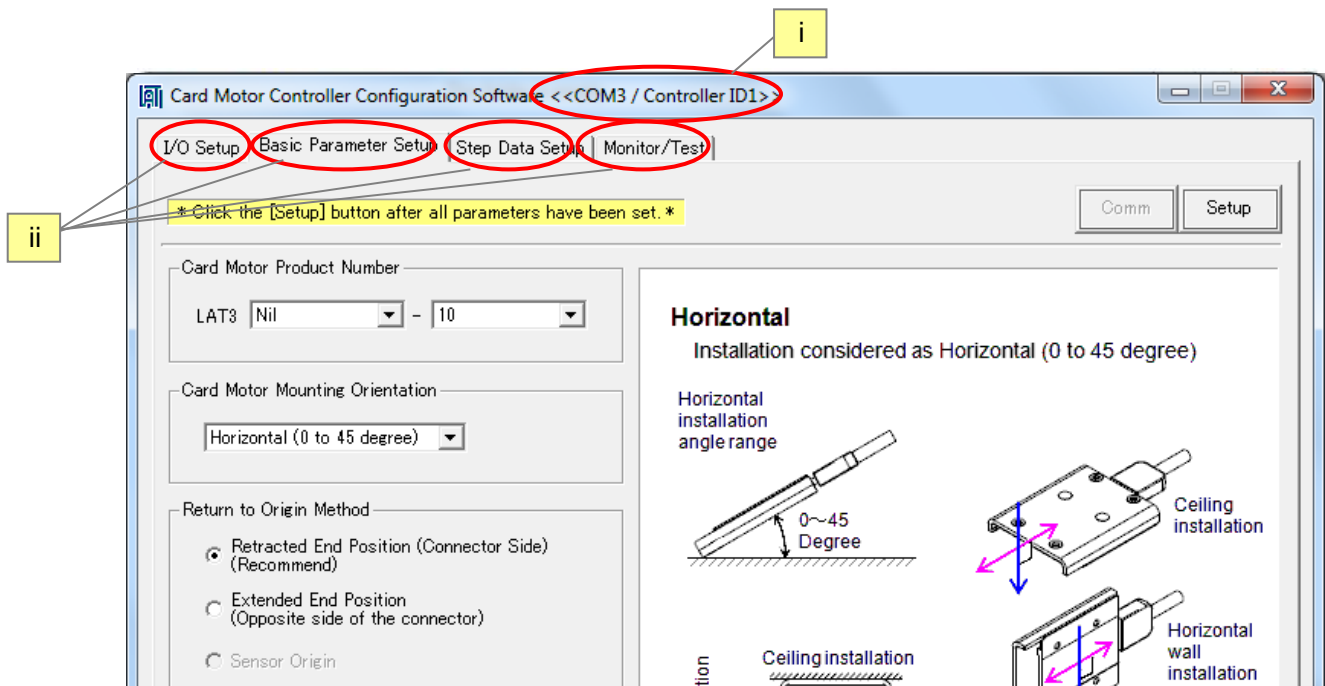 i
Card Motor Controller Configuration Software <<COM3 / Controller ID1>>
I/O Setup Basic Parameter Setup Step Data Setup Monitor/Test
* Click the [Setup] button after all parameters have been set. *
Comm Setup
ii
Card Motor Product Number
LAT3 Nil - 10
Card Motor Mounting Orientation
Horizontal (0 to 45 degree)
Return to Origin Method
Retracted End Position (Connector Side)
(Recommend)
Extended End Position
(Opposite side of the connector)
Sensor Origin
Horizontal
Installation considered as Horizontal (0 to 45 degree)
Horizontal
installation
angle range
0～45
Degree
Ceiling
installation
Horizontal
wall
installation
Ceiling installation